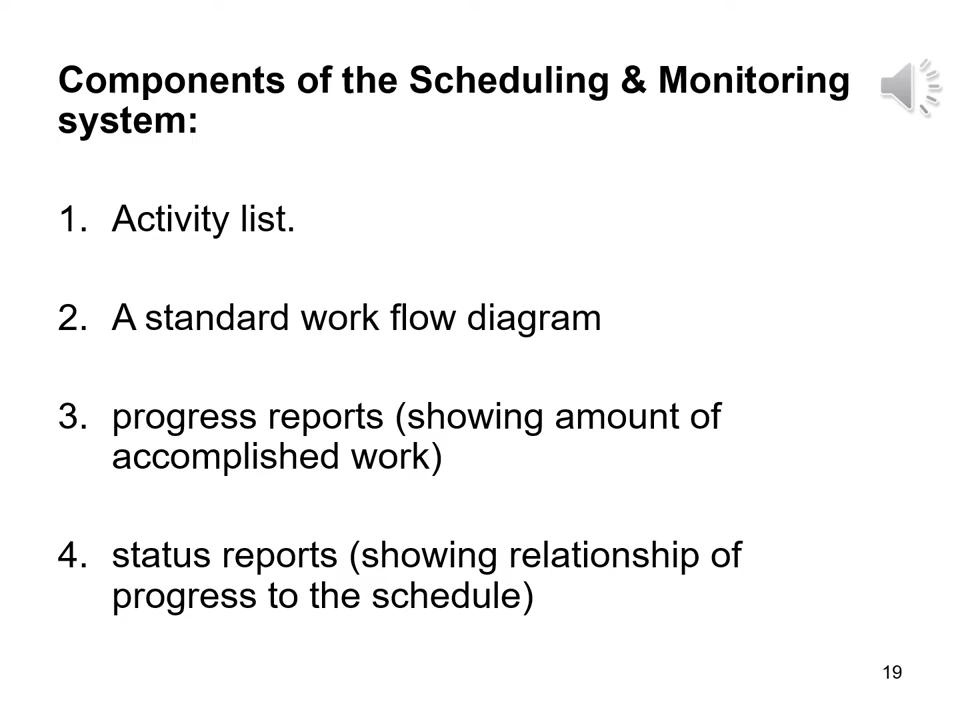 Components of the Scheduling & Monitoring
system:
1. Activity list.
2. A standard work flow diagram
3. progress reports (showing amount of
accomplished work)
4. status reports (showing relationship of
progress to the schedule)
19